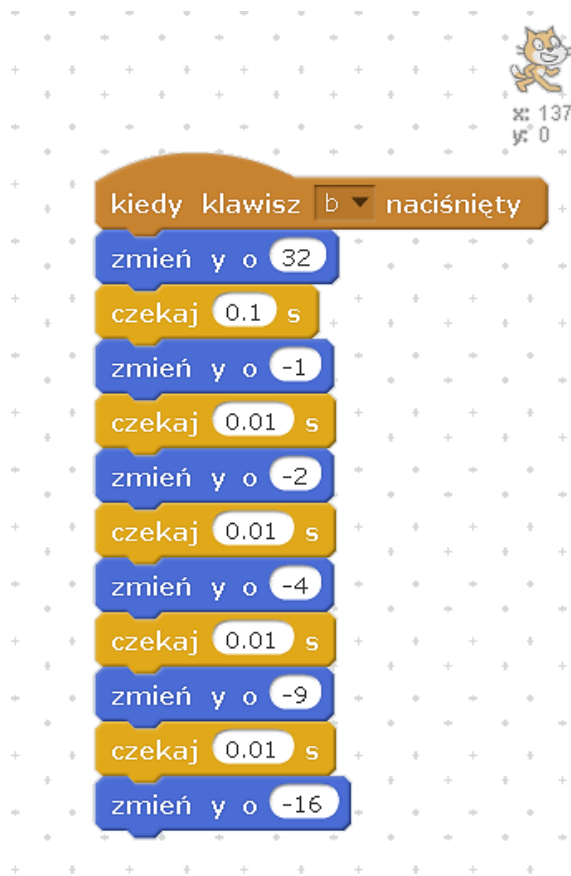 x: 137
y: 0
kiedy klawisz b naciśnięty
zmień y o 32
czekaj 0.1 s
zmień y o -1
czekaj 0.01 s
zmień y o -2
czekaj 0.01 s
zmień y o -4
czekaj 0.01 s
zmień y o -9
czekaj 0.01 s
zmień y o -16